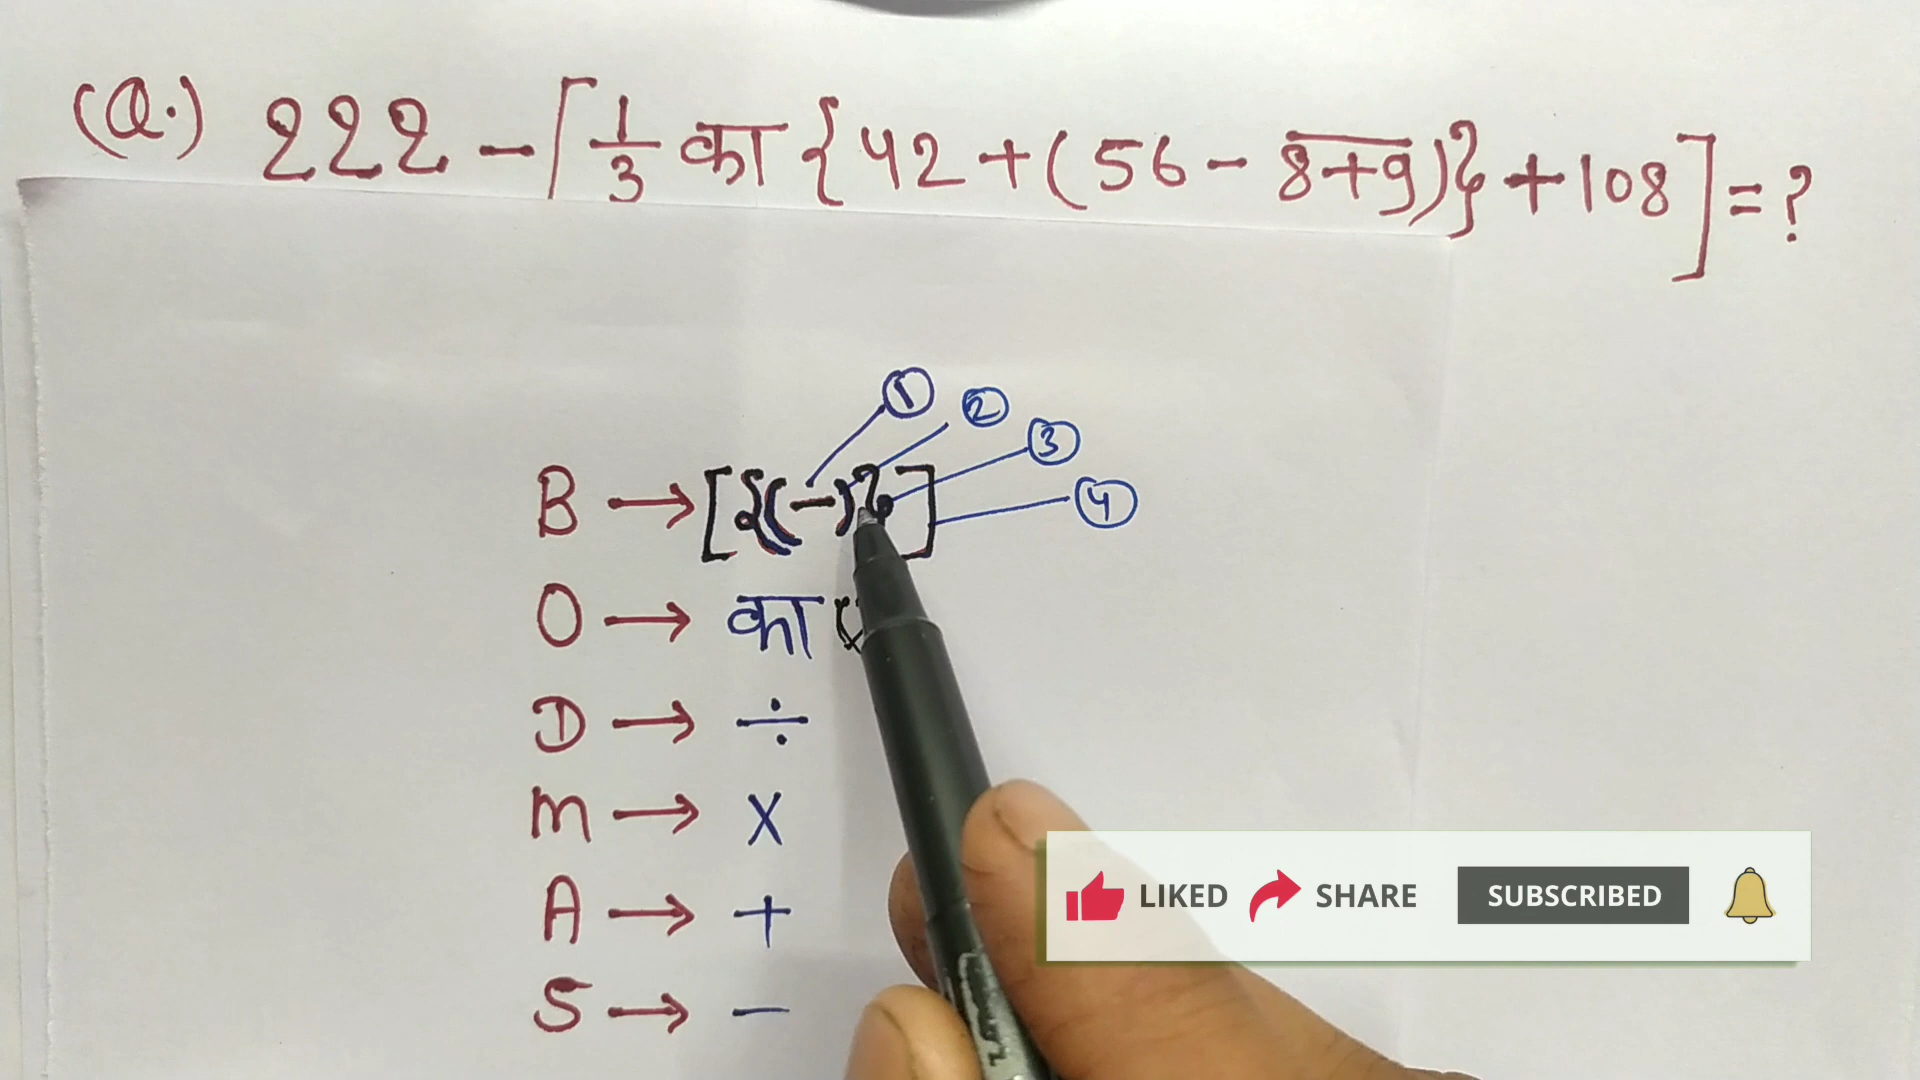 (Q.) 222 - [1/3 का {42 + (56 - 8+9)} + 108] = ?
① ② ③ ④
B → [{(-)}]
O → का
D → ÷
M → ×
A → +
S → -
LIKED SHARE SUBSCRIBED